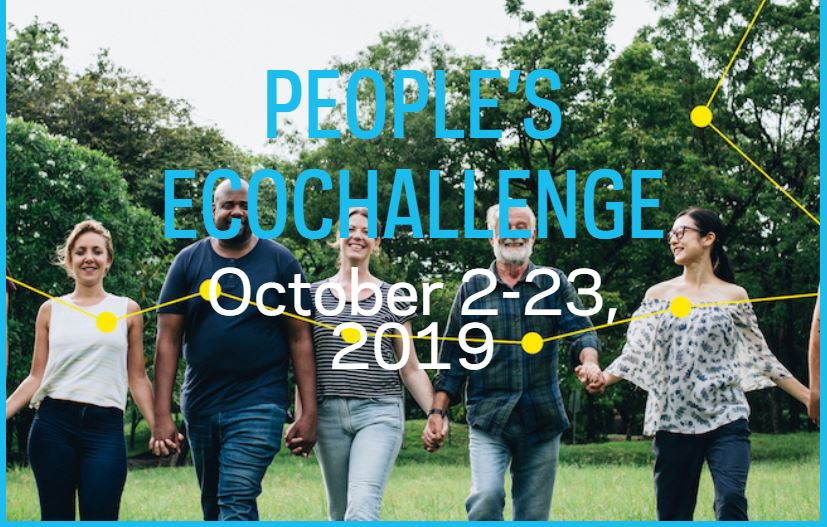 PEOPLE'S
ECOCHALLENGE
October 2-23,
2019